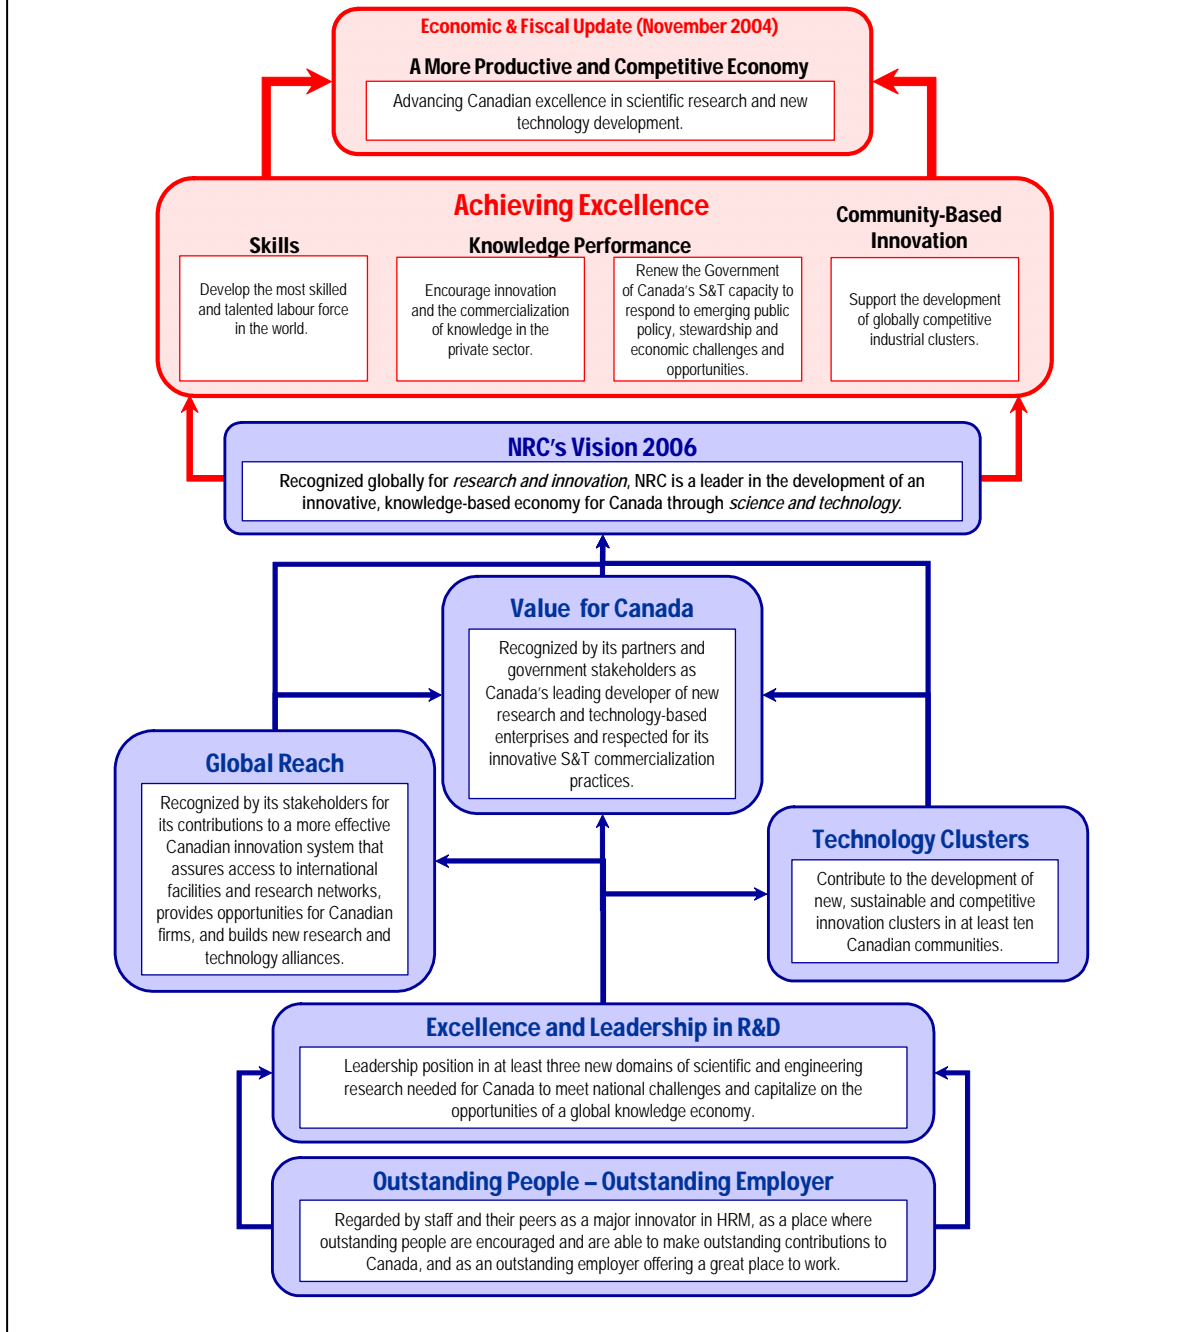 Economic & Fiscal Update (November 2004)
A More Productive and Competitive Economy
Advancing Canadian excellence in scientific research and new
technology development.
Achieving Excellence
Skills
Develop the most skilled
and talented labour force
in the world.
Knowledge Performance
Encourage innovation
and the commercialization
of knowledge in the
private sector.
Renew the Government
of Canada's S&T capacity to
respond to emerging public
policy, stewardship and
economic challenges and
opportunities.
Community-Based
Innovation
Support the development
of globally competitive
industrial clusters.
NRC's Vision 2006
Recognized globally for research and innovation, NRC is a leader in the development of an
innovative, knowledge-based economy for Canada through science and technology.
Value for Canada
Recognized by its partners and
government stakeholders as
Canada's leading developer of new
research and technology-based
enterprises and respected for its
innovative S&T commercialization
practices.
Global Reach
Recognized by its stakeholders for
its contributions to a more effective
Canadian innovation system that
assures access to international
facilities and research networks,
provides opportunities for Canadian
firms, and builds new research and
technology alliances.
Technology Clusters
Contribute to the development of
new, sustainable and competitive
innovation clusters in at least ten
Canadian communities.
Excellence and Leadership in R&D
Leadership position in at least three new domains of scientific and engineering
research needed for Canada to meet national challenges and capitalize on the
opportunities of a global knowledge economy.
Outstanding People – Outstanding Employer
Regarded by staff and their peers as a major innovator in HRM, as a place where
outstanding people are encouraged and are able to make outstanding contributions to
Canada, and as an outstanding employer offering a great place to work.